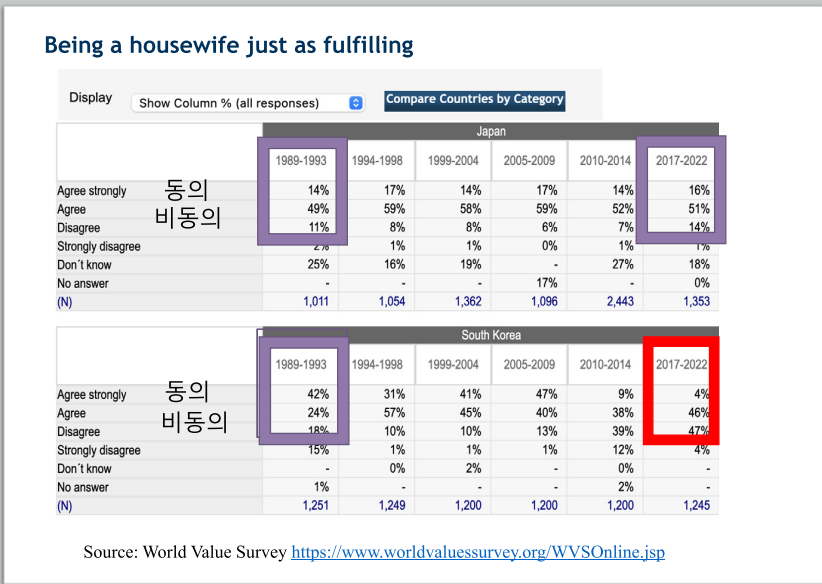 Being a housewife just as fulfilling
Display Show Column % (all responses) Compare Countries by Category
Japan
1989-1993 1994-1998 1999-2004 2005-2009 2010-2014 2017-2022
Agree strongly 동의 14% 17% 14% 17% 14% 16%
Agree 비동의 49% 59% 58% 59% 52% 51%
Disagree 11% 8% 8% 6% 7% 14%
Strongly disagree 2% 1% 1% 0% 1% 1%
Don´t know 25% 16% 19% - 27% 18%
No answer - - - 17% - 0%
(N) 1,011 1,054 1,362 1,096 2,443 1,353
South Korea
1989-1993 1994-1998 1999-2004 2005-2009 2010-2014 2017-2022
Agree strongly 동의 42% 31% 41% 47% 9% 4%
Agree 비동의 24% 57% 45% 40% 38% 46%
Disagree 18% 10% 10% 13% 39% 47%
Strongly disagree 15% 1% 1% 1% 12% 4%
Don´t know - 0% 2% - 0% -
No answer 1% - - - 2% -
(N) 1,251 1,249 1,200 1,200 1,200 1,245
Source: World Value Survey https://www.worldvaluessurvey.org/WVSOnline.jsp